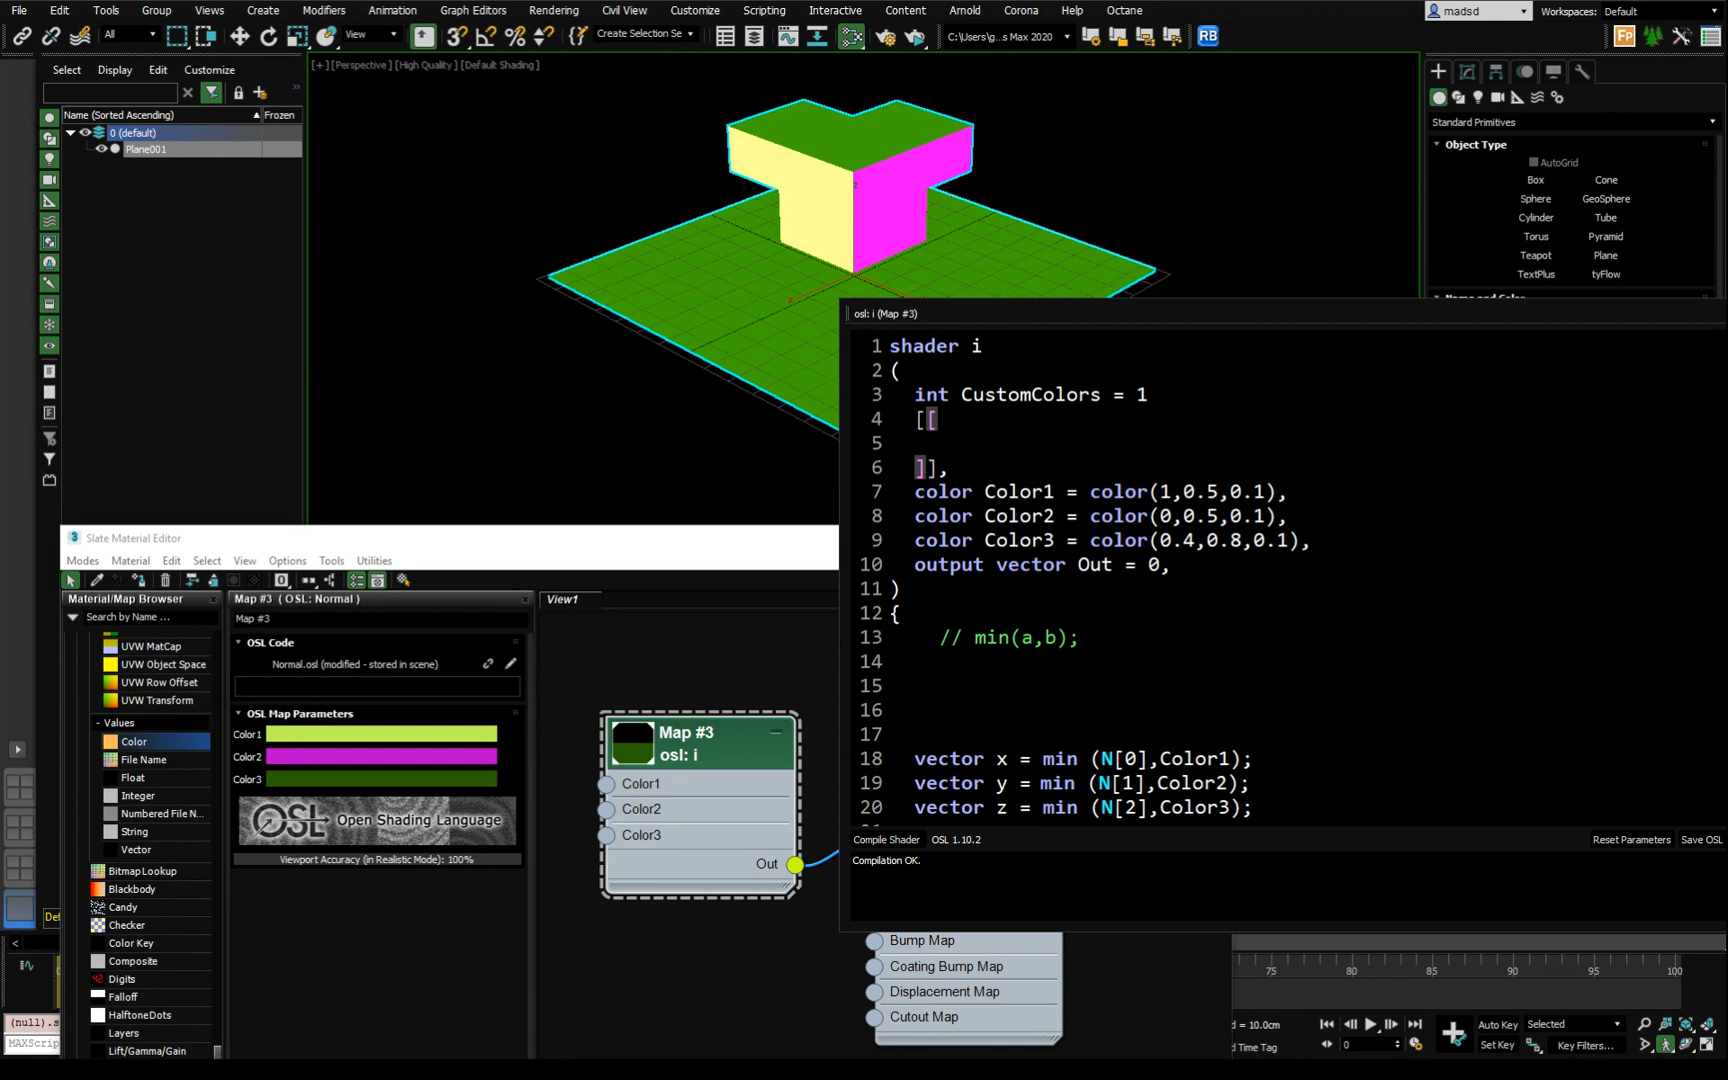 File Edit Tools Group Views Create Modifiers Animation Graph Editors Rendering Civil View Customize Scripting Interactive Content Arnold Corona Help Octane madsd Workspaces: Default
All View Create Selection Se C:\Users\g...s Max 2020 RB Fp
Select Display Edit Customize
[+] [Perspective ] [High Quality ] [Default Shading ]
Name (Sorted Ascending) Frozen
0 (default)
Plane001
Standard Primitives
Object Type
AutoGrid
Box Cone
Sphere GeoSphere
Cylinder Tube
Torus Pyramid
Teapot Plane
TextPlus tyFlow
osl: i (Map #3)
1 shader i
2 (
3 int CustomColors = 1
4 [[
5
6 ]],
7 color Color1 = color(1,0.5,0.1),
8 color Color2 = color(0,0.5,0.1),
9 color Color3 = color(0.4,0.8,0.1),
10 output vector Out = 0,
11 )
12 {
13 // min(a,b);
14
15
16
17
18 vector x = min (N[0],Color1);
19 vector y = min (N[1],Color2);
20 vector z = min (N[2],Color3);
Compile Shader OSL 1.10.2 Reset Parameters Save OSL
Compilation OK.
3 Slate Material Editor
Modes Material Edit Select View Options Tools Utilities
Material/Map Browser
Search by Name ...
UVW MatCap
UVW Object Space
UVW Row Offset
UVW Transform
- Values
Color
File Name
Float
Integer
Numbered File N...
String
Vector
BitmapLookup
Blackbody
Candy
Checker
Color Key
Composite
Digits
Falloff
HalftoneDots
Layers
Lift/Gamma/Gain
Map #3 ( OSL: Normal )
Map #3
OSL Code
Normal.osl (modified - stored in scene)
OSL Map Parameters
Color1
Color2
Color3
OSL Open Shading Language
Viewport Accuracy (in Realistic Mode): 100%
View1
Map #3
osl: i
Color1
Color2
Color3
Out
Bump Map
Coating Bump Map
Displacement Map
Cutout Map
Def
(null).s
MAXScrip
75 80 85 90 95 100
d = 10.0cm
d Time Tag
0
Auto Key Selected
Set Key Key Filters...